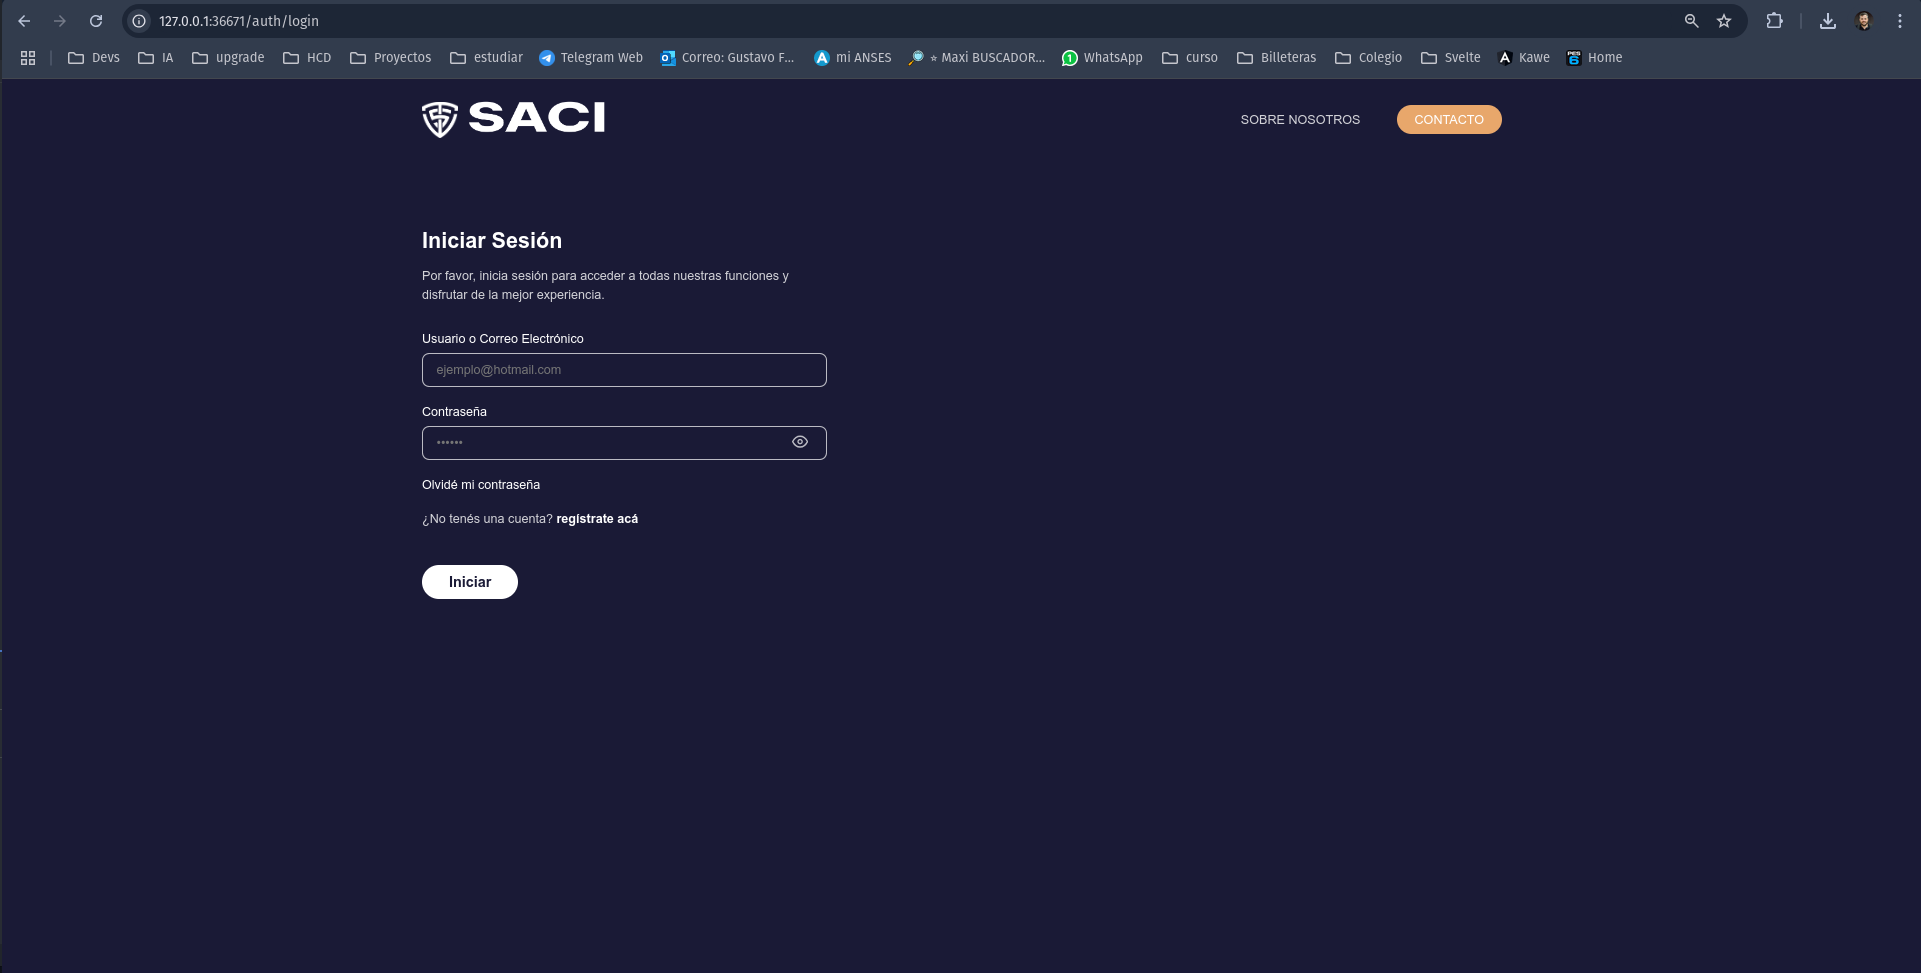 127.0.0.1:36671/auth/login
Devs IA upgrade HCD Proyectos estudiar Telegram Web Correo: Gustavo F... mi ANSES ⭐ Maxi BUSCADOR... WhatsApp curso Billeteras Colegio Svelte Kawe Home
SACI SOBRE NOSOTROS CONTACTO
Iniciar Sesión
Por favor, inicia sesión para acceder a todas nuestras funciones y
disfrutar de la mejor experiencia.
Usuario o Correo Electrónico
ejemplo@hotmail.com
Contraseña
••••••
Olvidé mi contraseña
¿No tenés una cuenta? regístrate acá
Iniciar